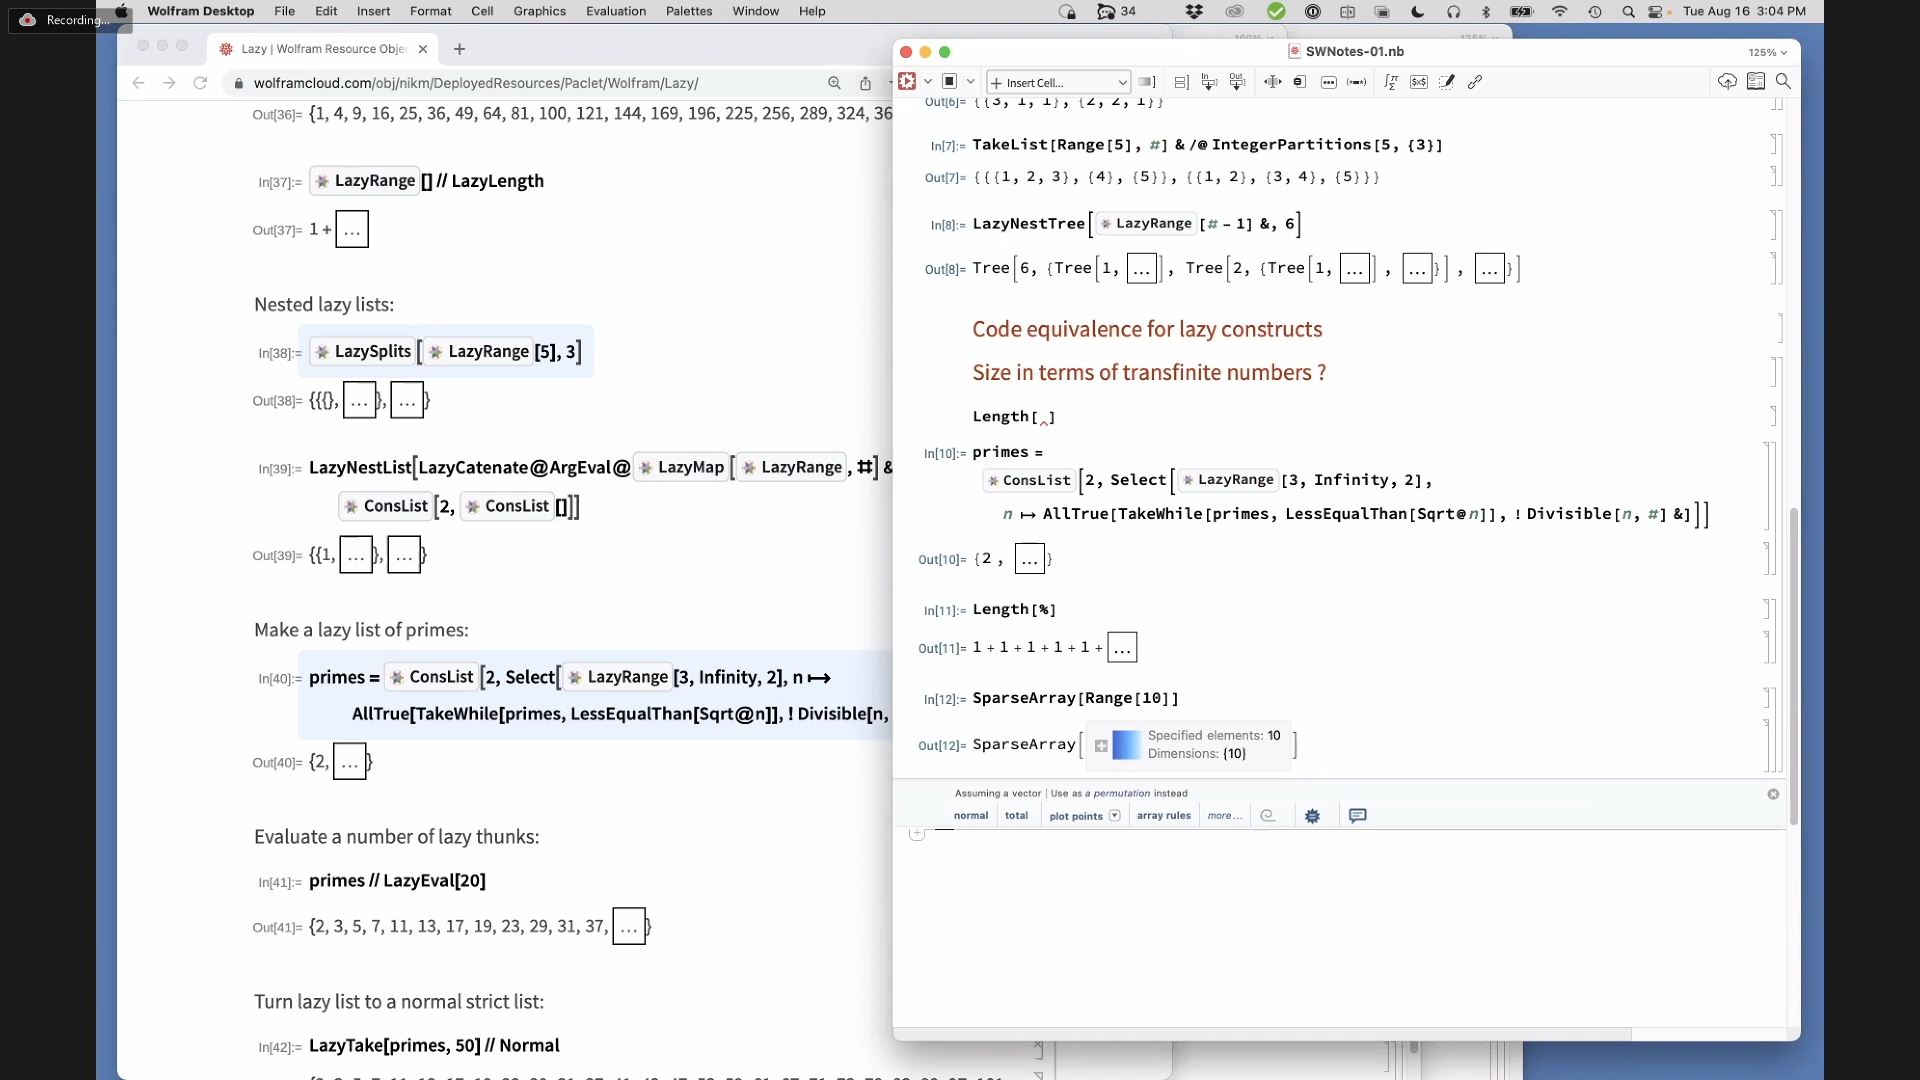 Recording...
Wolfram Desktop File Edit Insert Format Cell Graphics Evaluation Palettes Window Help 34 Tue Aug 16 3:04 PM
Lazy | Wolfram Resource Obje
wolframcloud.com/obj/nikm/DeployedResources/Paclet/Wolfram/Lazy/
Out[36]= {1, 4, 9, 16, 25, 36, 49, 64, 81, 100, 121, 144, 169, 196, 225, 256, 289, 324, 36
In[37]:= LazyRange[] // LazyLength
Out[37]= 1 + ...
Nested lazy lists:
In[38]:= LazySplits[LazyRange[5], 3]
Out[38]= {{{}, ...}, ...}
In[39]:= LazyNestList[LazyCatenate@ArgEval@LazyMap[LazyRange, #] &
ConsList[2, ConsList[]]]
Out[39]= {{1, ...}, ...}
Make a lazy list of primes:
In[40]:= primes = ConsList[2, Select[LazyRange[3, Infinity, 2], n ↦
AllTrue[TakeWhile[primes, LessEqualThan[Sqrt@n]], ! Divisible[n,
Out[40]= {2, ...}
Evaluate a number of lazy thunks:
In[41]:= primes // LazyEval[20]
Out[41]= {2, 3, 5, 7, 11, 13, 17, 19, 23, 29, 31, 37, ...}
Turn lazy list to a normal strict list:
In[42]:= LazyTake[primes, 50] // Normal
SWNotes-01.nb
125%
Insert Cell...
Out[6]= {{3, 1, 1}, {2, 2, 1}}
In[7]:= TakeList[Range[5], #] & /@ IntegerPartitions[5, {3}]
Out[7]= {{{1, 2, 3}, {4}, {5}}, {{1, 2}, {3, 4}, {5}}}
In[8]:= LazyNestTree[LazyRange[# - 1] &, 6]
Out[8]= Tree[6, {Tree[1, ...], Tree[2, {Tree[1, ...], ...}], ...}]
Code equivalence for lazy constructs
Size in terms of transfinite numbers ?
Length[‸]
In[10]:= primes =
ConsList[2, Select[LazyRange[3, Infinity, 2],
n ↦ AllTrue[TakeWhile[primes, LessEqualThan[Sqrt@n]], ! Divisible[n, #] &]]]
Out[10]= {2, ...}
In[11]:= Length[%]
Out[11]= 1 + 1 + 1 + 1 + 1 + ...
In[12]:= SparseArray[Range[10]]
Out[12]= SparseArray[Specified elements: 10
Dimensions: {10}]
Assuming a vector | Use as a permutation instead
normal total plot points array rules more...